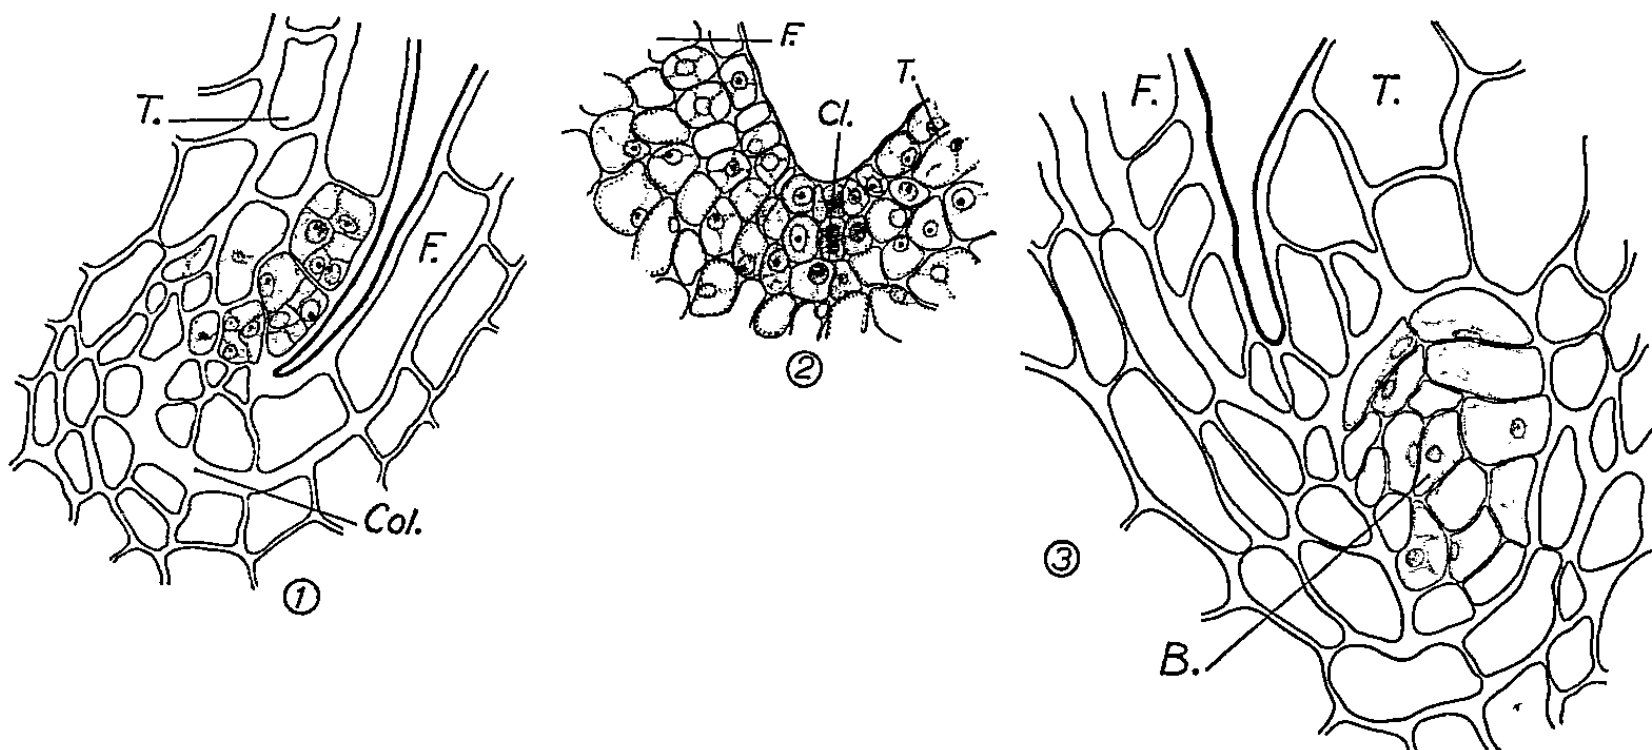 T.
F.
Col.
①
F.
T.
Cl.
②
F.
T.
B.
③